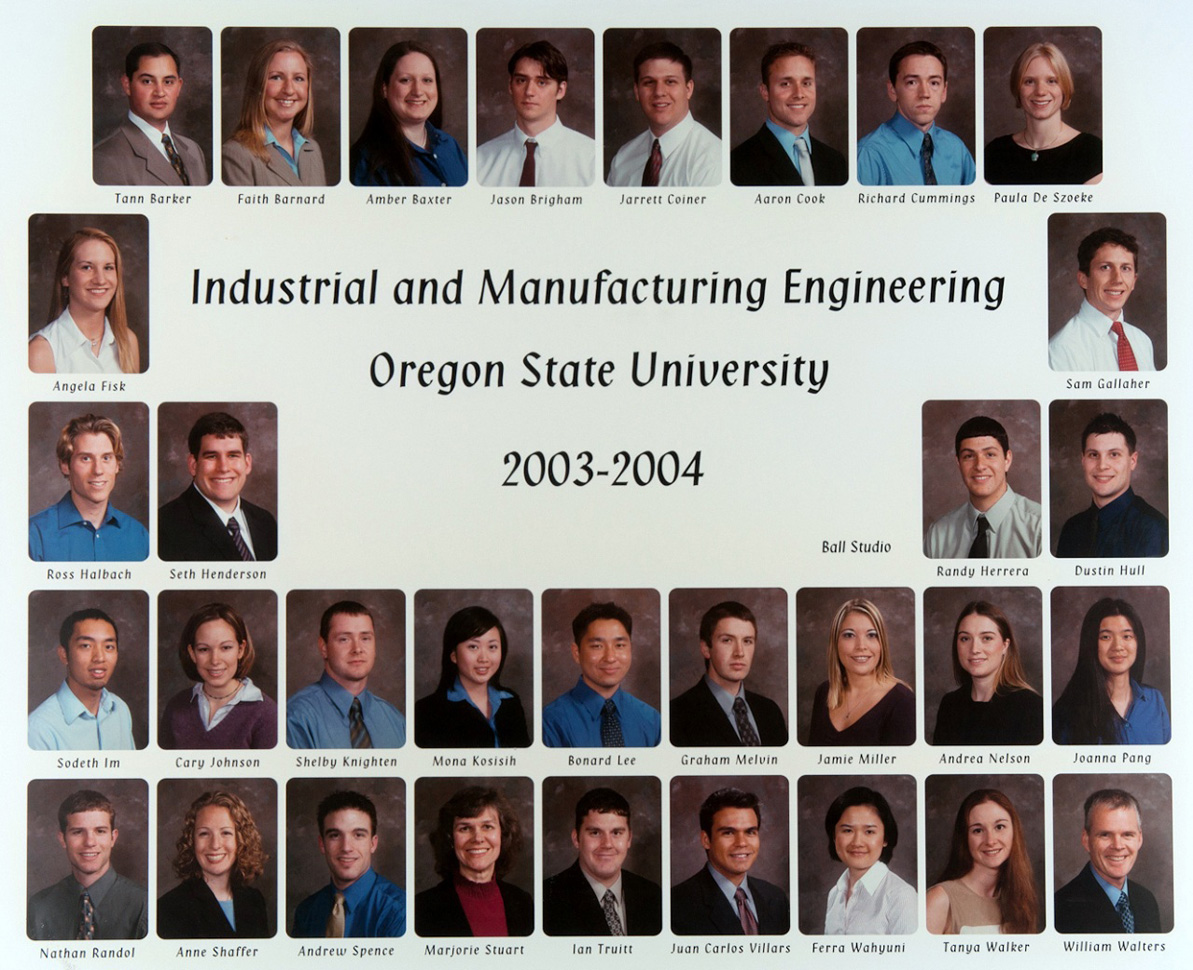 Tann Barker
Faith Barnard
Amber Baxter
Jason Brigham
Jarrett Coiner
Aaron Cook
Richard Cummings
Paula De Szoeke
Industrial and Manufacturing Engineering
Oregon State University
Angela Fisk
Sam Gallaher
2003-2004
Ball Studio
Ross Halbach
Seth Henderson
Randy Herrera
Dustin Hull
Sodeth Im
Cary Johnson
Shelby Knighten
Mona Kosisih
Bonard Lee
Graham Melvin
Jamie Miller
Andrea Nelson
Joanna Pang
Nathan Randol
Anne Shaffer
Andrew Spence
Marjorie Stuart
Ian Truitt
Juan Carlos Villars
Ferra Wahyuni
Tanya Walker
William Walters